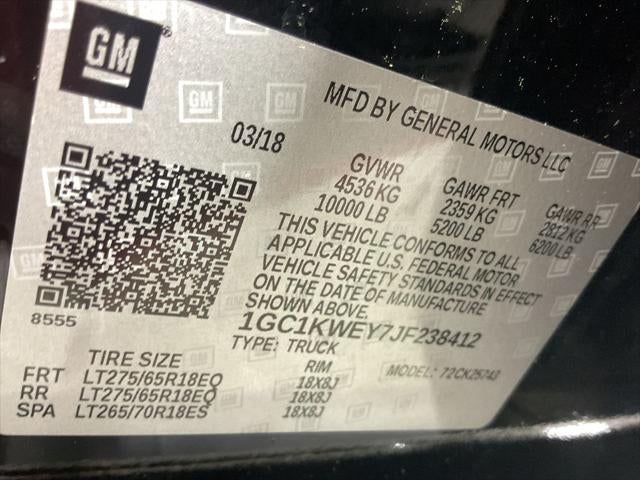 GM
MFD BY GENERAL MOTORS LLC
03/18
GVWR GAWR FRT GAWR RR
4536 KG 2359 KG 2812 KG
10000 LB 5200 LB 6200 LB
THIS VEHICLE CONFORMS TO ALL
APPLICABLE U.S. FEDERAL MOTOR
VEHICLE SAFETY STANDARDS IN EFFECT
ON THE DATE OF MANUFACTURE
SHOWN ABOVE.
8555
1GC1KWEY7JF238412
TYPE: TRUCK
TIRE SIZE RIM MODEL: 72CK25743
FRT LT275/65R18EQ 18X8J
RR LT275/65R18EQ 18X8J
SPA LT265/70R18ES 18X8J